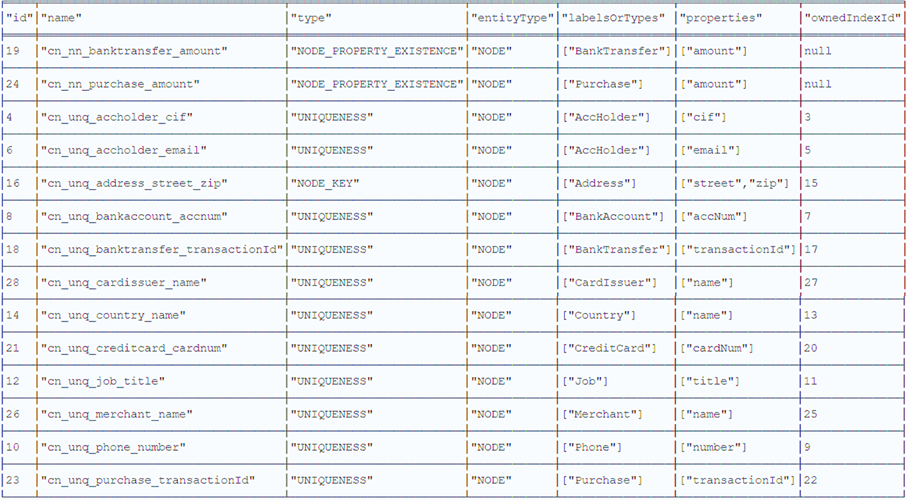 "id" "name" "type" "entityType" "labelsOrTypes" "properties" "ownedIndexId"
19 "cn_nn_banktransfer_amount" "NODE_PROPERTY_EXISTENCE" "NODE" ["BankTransfer"] ["amount"] null
24 "cn_nn_purchase_amount" "NODE_PROPERTY_EXISTENCE" "NODE" ["Purchase"] ["amount"] null
4 "cn_unq_accholder_cif" "UNIQUENESS" "NODE" ["AccHolder"] ["cif"] 3
6 "cn_unq_accholder_email" "UNIQUENESS" "NODE" ["AccHolder"] ["email"] 5
16 "cn_unq_address_street_zip" "NODE_KEY" "NODE" ["Address"] ["street","zip"] 15
8 "cn_unq_bankaccount_accnum" "UNIQUENESS" "NODE" ["BankAccount"] ["accNum"] 7
18 "cn_unq_banktransfer_transactionId" "UNIQUENESS" "NODE" ["BankTransfer"] ["transactionId"] 17
28 "cn_unq_cardissuer_name" "UNIQUENESS" "NODE" ["CardIssuer"] ["name"] 27
14 "cn_unq_country_name" "UNIQUENESS" "NODE" ["Country"] ["name"] 13
21 "cn_unq_creditcard_cardnum" "UNIQUENESS" "NODE" ["CreditCard"] ["cardNum"] 20
12 "cn_unq_job_title" "UNIQUENESS" "NODE" ["Job"] ["title"] 11
26 "cn_unq_merchant_name" "UNIQUENESS" "NODE" ["Merchant"] ["name"] 25
10 "cn_unq_phone_number" "UNIQUENESS" "NODE" ["Phone"] ["number"] 9
23 "cn_unq_purchase_transactionId" "UNIQUENESS" "NODE" ["Purchase"] ["transactionId"] 22